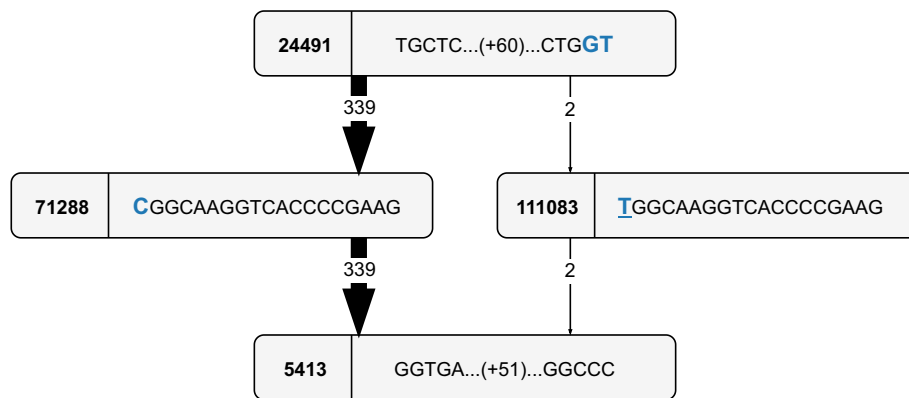 24491 TGCTC...(+60)...CTGGT
339 2
71288 CGGCAAGGTCACCCCGAAG 111083 TGGCAAGGTCACCCCGAAG
339 2
5413 GGTGA...(+51)...GGCCC